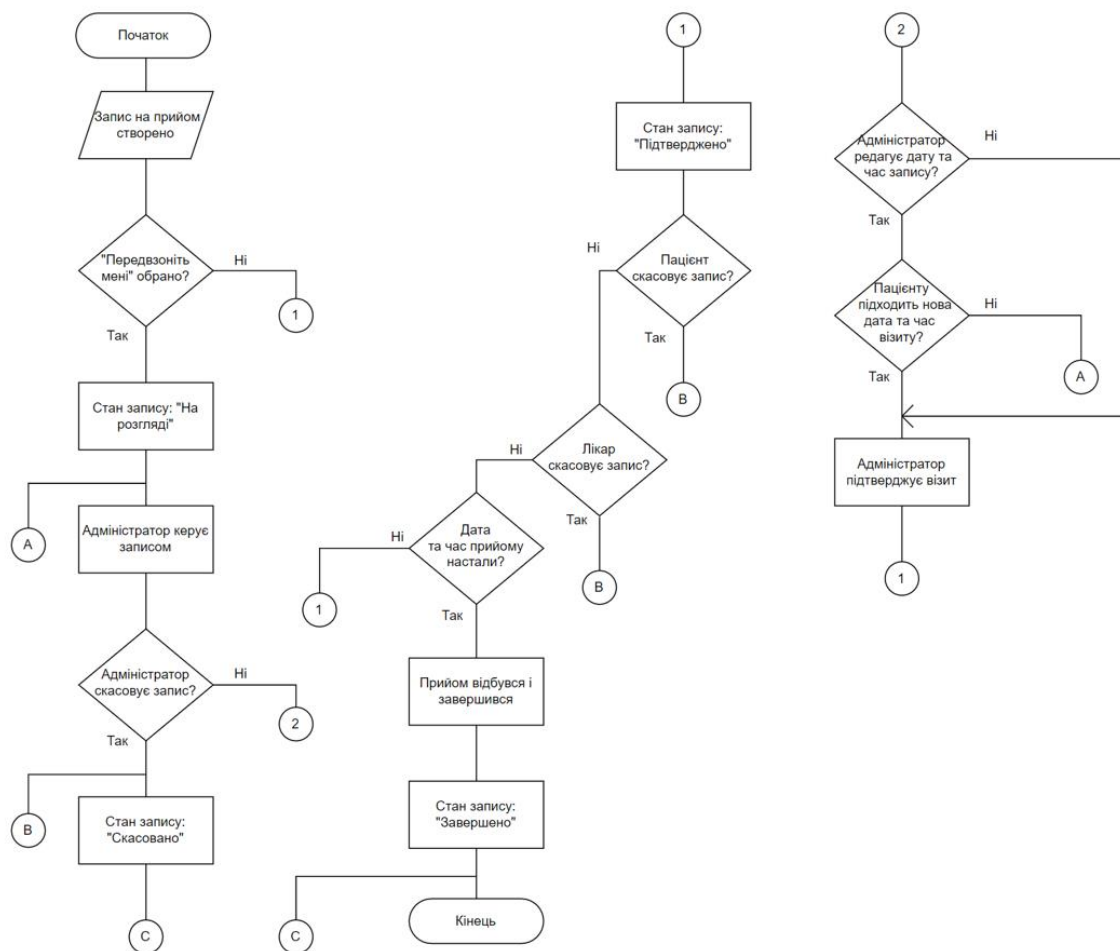 Початок
Запис на прийом
створено
"Передвзоніть
мені" обрано?
Ні
1
Так
Стан запису: "На
розгляді"
A
Адміністратор керує
записом
Адміністратор
скасовує запис?
Ні
2
Так
B
Стан запису:
"Скасовано"
C
1
Стан запису:
"Підтверджено"
Ні
Пацієнт
скасовує запис?
Так
B
Ні
Лікар
скасовує запис?
Так
B
Ні
Дата
та час прийому
настали?
1
Так
Прийом відбувся і
завершився
Стан запису:
"Завершено"
C
Кінець
2
Адміністратор
редагує дату та
час запису?
Ні
Так
Пацієнту
підходить нова
дата та час
візиту?
Ні
A
Так
Адміністратор
підтверджує візит
1